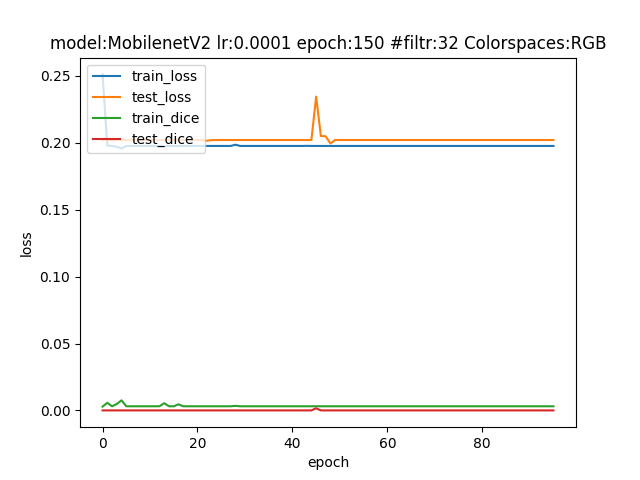 model:MobilenetV2 lr:0.0001 epoch:150 #filtr:32 Colorspaces:RGB
train_loss
test_loss
train_dice
test_dice
0.25
0.20
0.15
0.10
0.05
0.00
loss
0
20
40
60
80
epoch